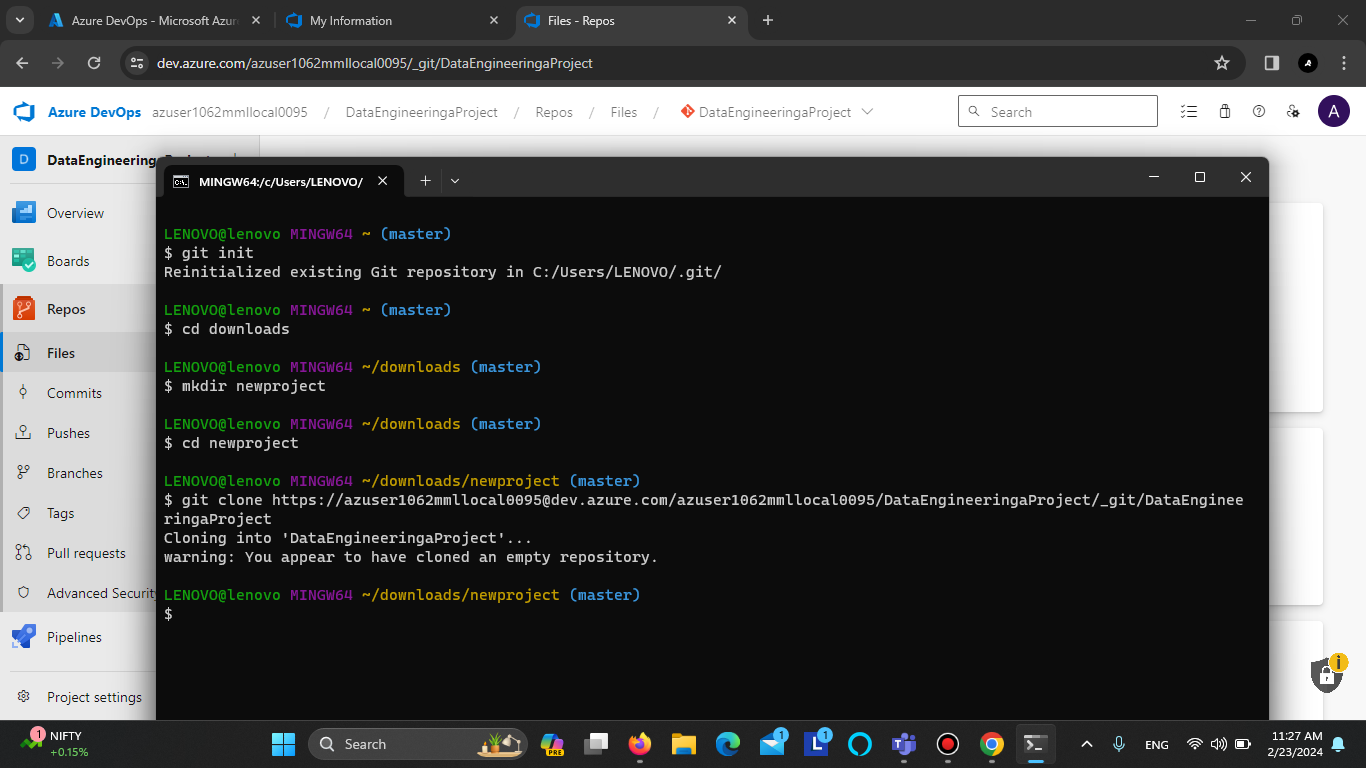 Azure DevOps - Microsoft Azur
My Information
Files - Repos
dev.azure.com/azuser1062mmllocal0095/_git/DataEngineeringaProject
A
Azure DevOps azuser1062mmllocal0095 / DataEngineeringaProject / Repos / Files / DataEngineeringaProject
Search
A
D DataEngineering
Overview
Boards
Repos
Files
Commits
Pushes
Branches
Tags
Pull requests
Advanced Security
Pipelines
Project settings
MINGW64:/c/Users/LENOVO/
LENOVO@lenovo MINGW64 ~ (master)
$ git init
Reinitialized existing Git repository in C:/Users/LENOVO/.git/
LENOVO@lenovo MINGW64 ~ (master)
$ cd downloads
LENOVO@lenovo MINGW64 ~/downloads (master)
$ mkdir newproject
LENOVO@lenovo MINGW64 ~/downloads (master)
$ cd newproject
LENOVO@lenovo MINGW64 ~/downloads/newproject (master)
$ git clone https://azuser1062mmllocal0095@dev.azure.com/azuser1062mmllocal0095/DataEngineeringaProject/_git/DataEnginee
ringaProject
Cloning into 'DataEngineeringaProject'...
warning: You appear to have cloned an empty repository.
LENOVO@lenovo MINGW64 ~/downloads/newproject (master)
$
1
NIFTY
+0.15%
Search
PRE
1
L 1
ENG
11:27 AM
2/23/2024